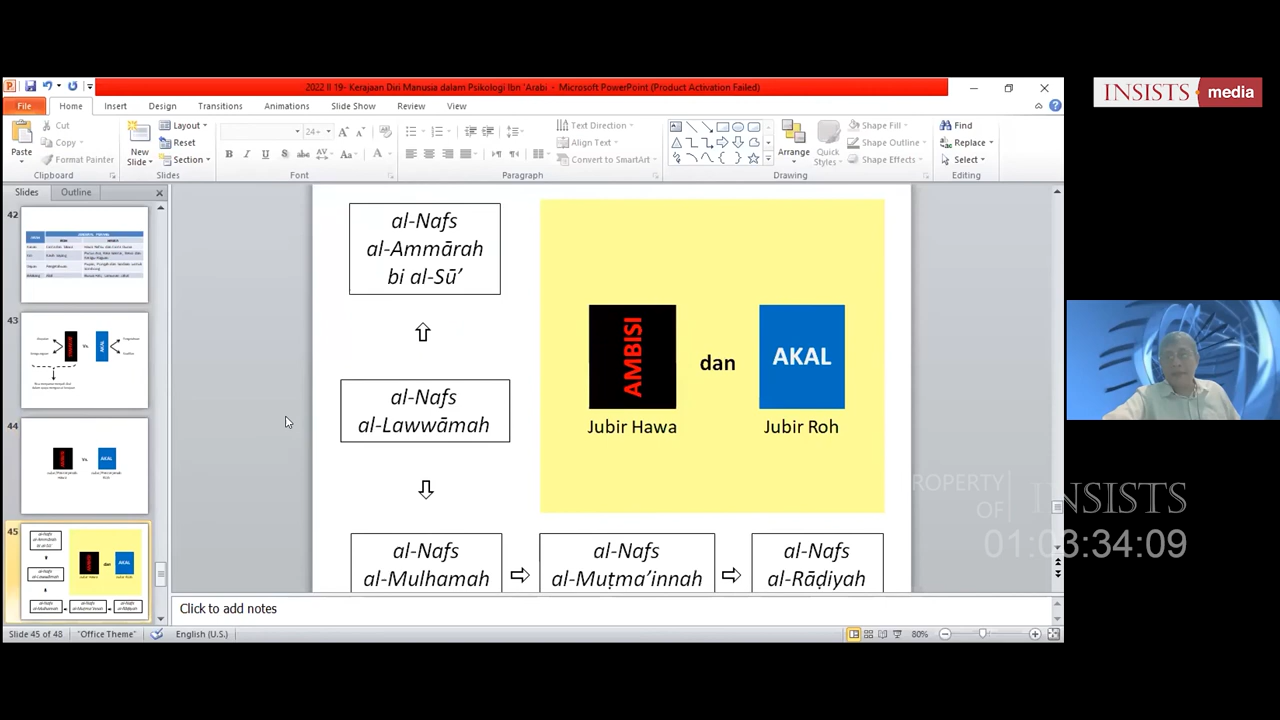 INSISTS media
2022 II 19- Kerajaan Diri Manusia dalam Psikologi Ibn 'Arabi - Microsoft PowerPoint (Product Activation Failed)
File Home Insert Design Transitions Animations Slide Show Review View
Paste
Cut
Copy
Format Painter
Clipboard
New
Slide
Layout
Reset
Section
Slides
24
B I U S abc AV Aa A
Font
Paragraph
Text Direction
Align Text
Convert to SmartArt
Arrange
Quick
Styles
Shape Fill
Shape Outline
Shape Effects
Drawing
Find
Replace
Select
Editing
Slides Outline
42
43
44
45
al-Nafs
al-Ammārah
bi al-Sū’
al-Nafs
al-Lawwāmah
AMBISI
dan
AKAL
Jubir Hawa
Jubir Roh
al-Nafs
al-Mulhamah
al-Nafs
al-Muṭma’innah
al-Nafs
al-Rāḍiyah
Click to add notes
Slide 45 of 48
"Office Theme"
English (U.S.)
80%
PROPERTY
OF
INSISTS
01:03:34:09